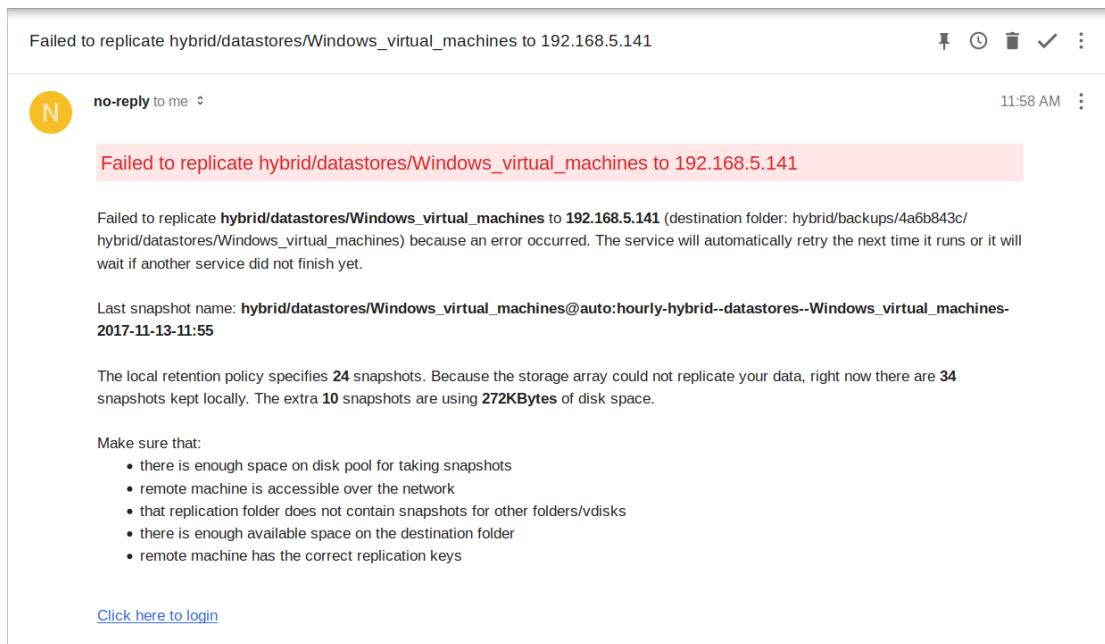 Failed to replicate hybrid/datastores/Windows_virtual_machines to 192.168.5.141
N
no-reply to me
11:58 AM
Failed to replicate hybrid/datastores/Windows_virtual_machines to 192.168.5.141
Failed to replicate hybrid/datastores/Windows_virtual_machines to 192.168.5.141 (destination folder: hybrid/backups/4a6b843c/
hybrid/datastores/Windows_virtual_machines) because an error occurred. The service will automatically retry the next time it runs or it will
wait if another service did not finish yet.
Last snapshot name: hybrid/datastores/Windows_virtual_machines@auto:hourly-hybrid--datastores--Windows_virtual_machines-
2017-11-13-11:55
The local retention policy specifies 24 snapshots. Because the storage array could not replicate your data, right now there are 34
snapshots kept locally. The extra 10 snapshots are using 272KBytes of disk space.
Make sure that:
• there is enough space on disk pool for taking snapshots
• remote machine is accessible over the network
• that replication folder does not contain snapshots for other folders/vdisks
• there is enough available space on the destination folder
• remote machine has the correct replication keys
Click here to login